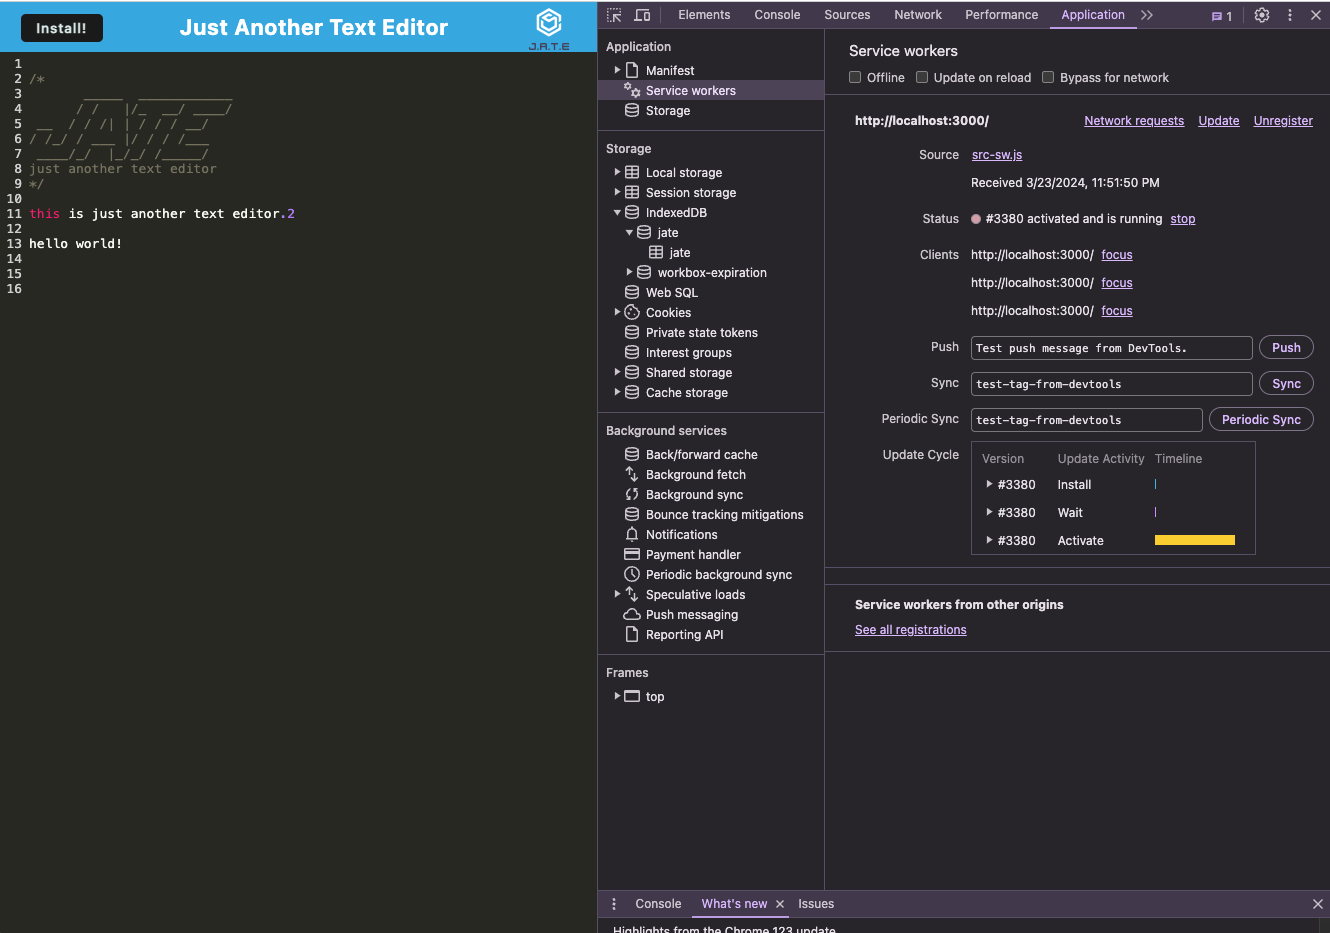 Install!
Just Another Text Editor
J.A.T.E
1
2 /*
3       _____  ____________
4      / /   |/_  __/ ____/
5 __  / / /| | / / / __/
6 / /_/ / ___ |/ / / /___
7 ____/_/  |_/_/ /_____/
8 just another text editor
9 */
10
11 this is just another text editor.2
12
13 hello world!
14
15
16
Elements Console Sources Network Performance Application 1
Application
Manifest
Service workers
Storage
Storage
Local storage
Session storage
IndexedDB
jate
jate
workbox-expiration
Web SQL
Cookies
Private state tokens
Interest groups
Shared storage
Cache storage
Background services
Back/forward cache
Background fetch
Background sync
Bounce tracking mitigations
Notifications
Payment handler
Periodic background sync
Speculative loads
Push messaging
Reporting API
Frames
top
Service workers
Offline Update on reload Bypass for network
http://localhost:3000/ Network requests Update Unregister
Source src-sw.js
Received 3/23/2024, 11:51:50 PM
Status #3380 activated and is running stop
Clients http://localhost:3000/ focus
http://localhost:3000/ focus
http://localhost:3000/ focus
Push Test push message from DevTools. Push
Sync test-tag-from-devtools Sync
Periodic Sync test-tag-from-devtools Periodic Sync
Update Cycle Version Update Activity Timeline
#3380 Install
#3380 Wait
#3380 Activate
Service workers from other origins
See all registrations
Console What's new Issues
Highlights from the Chrome 123 update